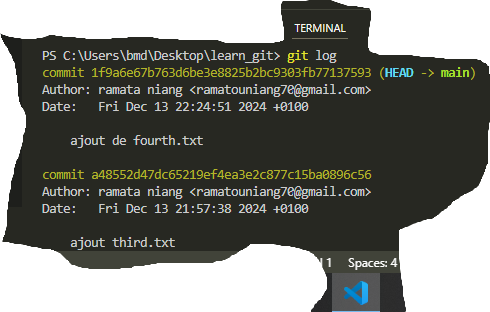 TERMINAL
PS C:\Users\bmd\Desktop\learn_git> git log
commit 1f9a6e67b763d6be3e8825b2bc9303fb77137593 (HEAD -> main)
Author: ramata niang <ramatouniang70@gmail.com>
Date:   Fri Dec 13 22:24:51 2024 +0100
ajout de fourth.txt
commit a48552d47dc65219ef4ea3e2c877c15ba0896c56
Author: ramata niang <ramatouniang70@gmail.com>
Date:   Fri Dec 13 21:57:38 2024 +0100
ajout third.txt
1 Spaces: 4